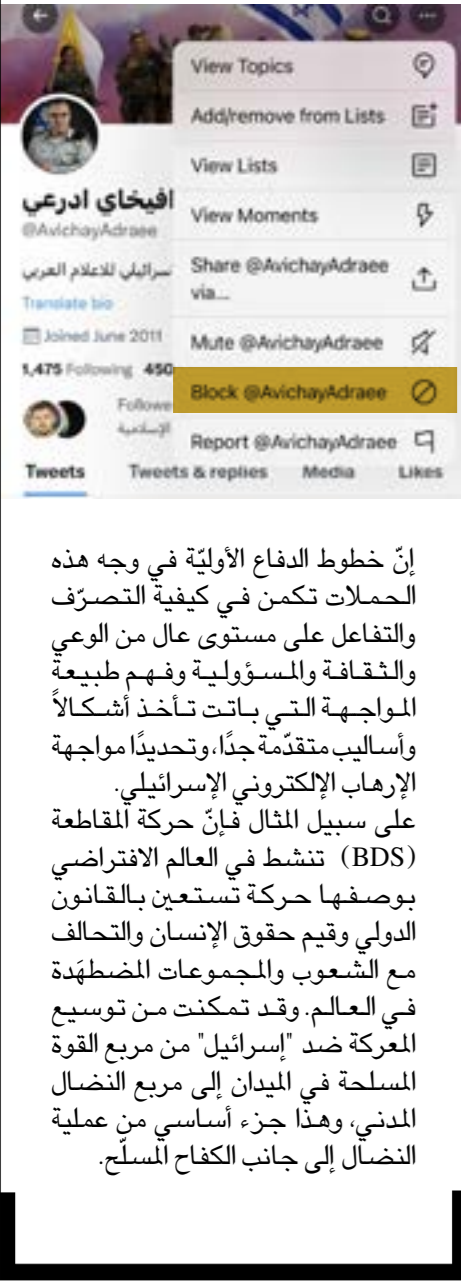 View Topics
Add/remove from Lists
View Lists
افيخاي ادرعي
View Moments
@AvichayAdraee
Share @AvichayAdraee
via...
سرائيلي للاعلام العربي
Translate bio
Joined June 2011
Mute @AvichayAdraee
1,475 Following 450
Block @AvichayAdraee
Followe
الإسلامية
Report @AvichayAdraee
Tweets Tweets & replies Media Likes
إنّ خطوط الدفاع الأوليّة في وجه هذه
الحملات تكمن في كيفية التصرّف
والتفاعل على مستوى عال من الوعي
والثقافة والمسؤولية وفهم طبيعة
المواجهة التي باتت تأخذ أشكالاً
وأساليب متقدّمة جدًا، وتحديدًا مواجهة
الإرهاب الإلكتروني الإسرائيلي.
على سبيل المثال فإنّ حركة المقاطعة
(BDS) تنشط في العالم الافتراضي
بوصفها حركة تستعين بالقانون
الدولي وقيم حقوق الإنسان والتحالف
مع الشعوب والمجموعات المضطهَدة
في العالم. وقد تمكنت من توسيع
المعركة ضد "إسرائيل" من مربع القوة
المسلحة في الميدان إلى مربع النضال
المدني، وهذا جزء أساسي من عملية
النضال إلى جانب الكفاح المسلّح.